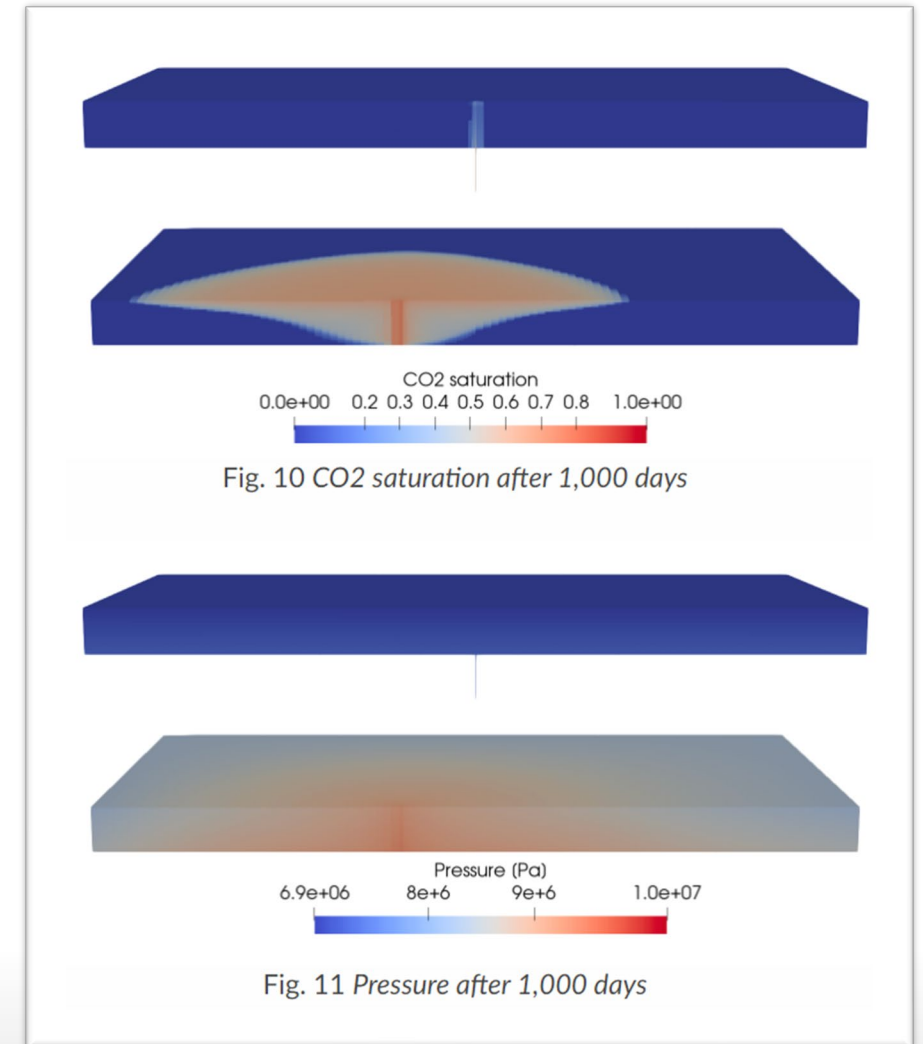 CO2 saturation
0.0e+00 0.2 0.3 0.4 0.5 0.6 0.7 0.8 1.0e+00
Fig. 10 CO2 saturation after 1,000 days
Pressure (Pa)
6.9e+06 8e+6 9e+6 1.0e+07
Fig. 11 Pressure after 1,000 days